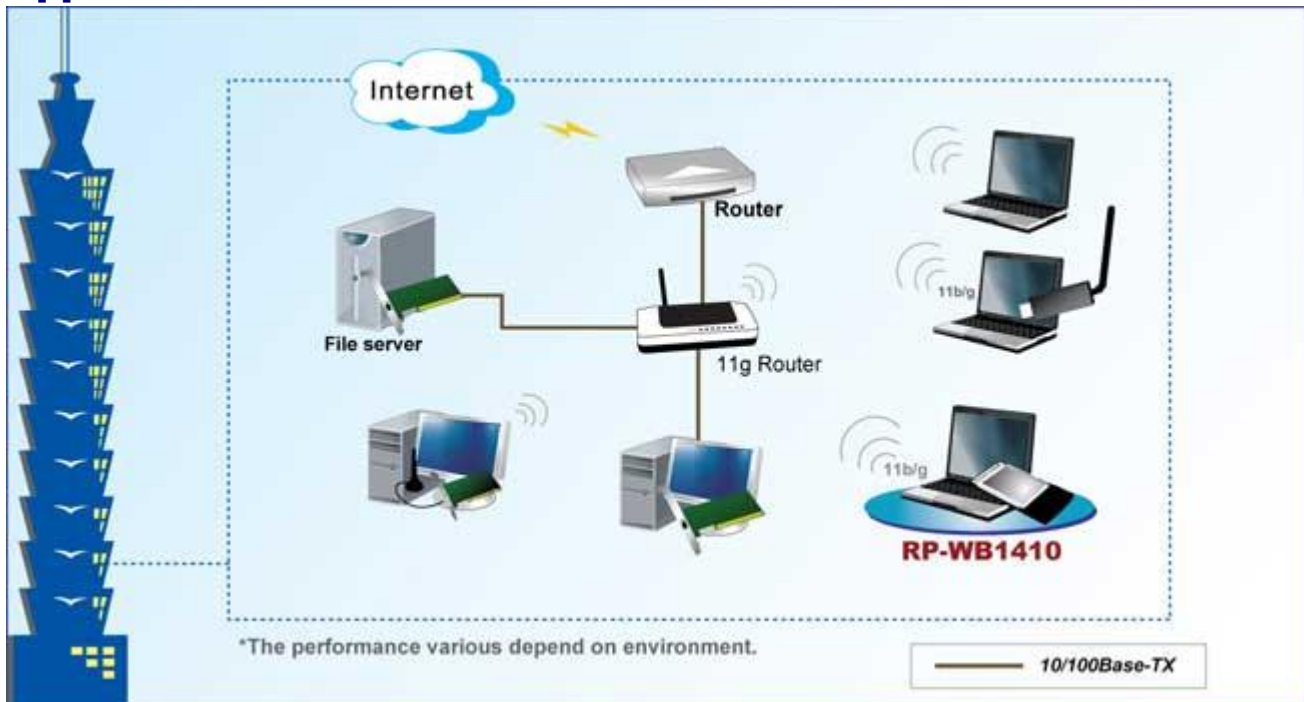 Internet
Router
File server
11g Router
11b/g
11b/g
RP-WB1410
*The performance various depend on environment.
10/100Base-TX